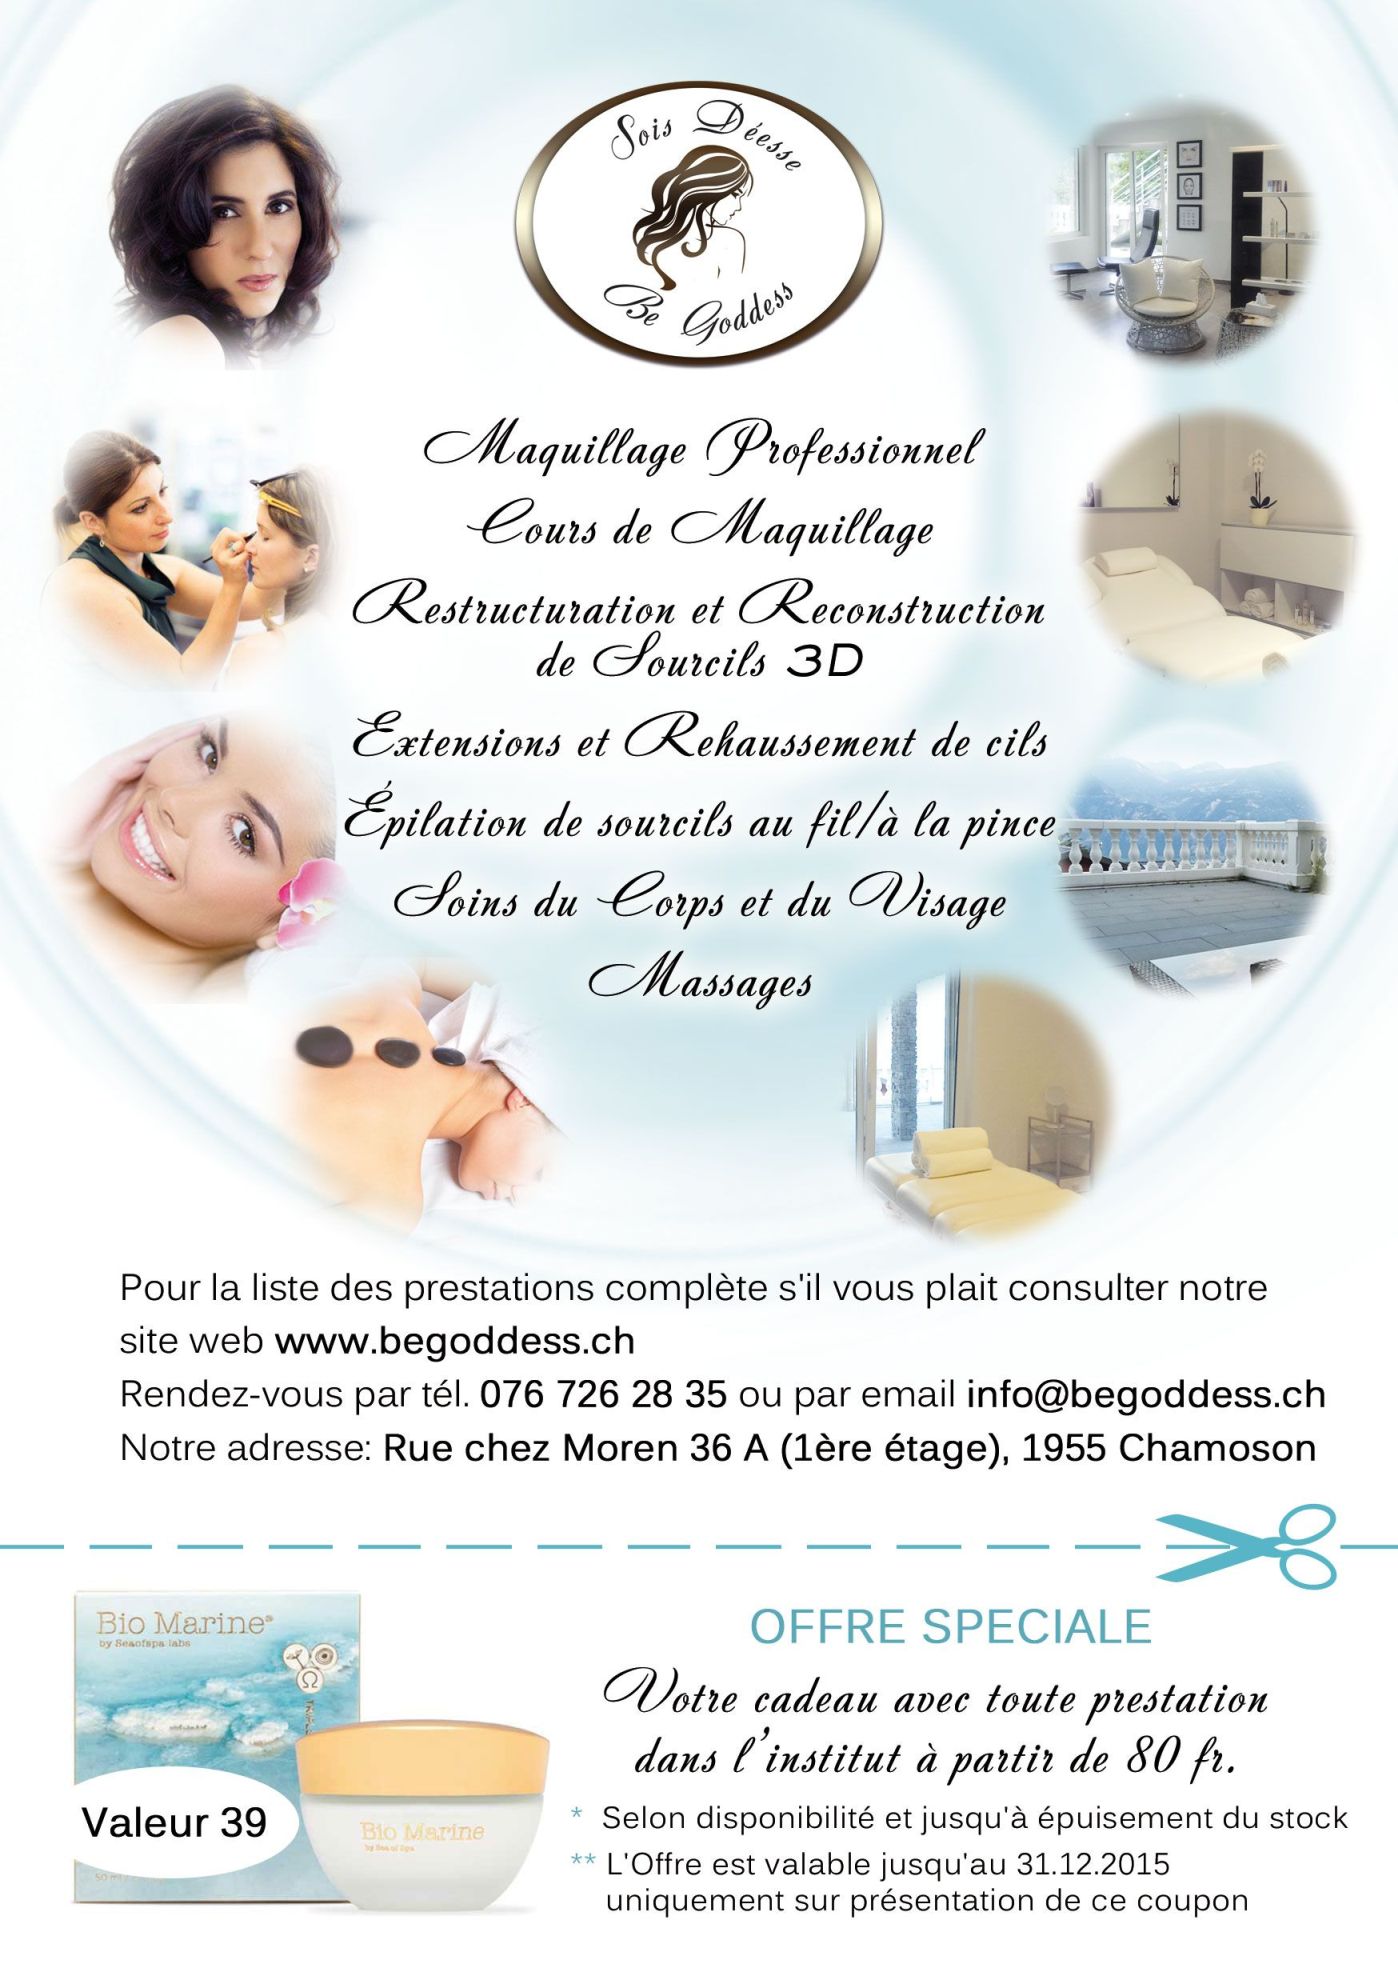 Sois Déesse
Be Goddess
Maquillage Professionnel
Cours de Maquillage
Restructuration et Reconstruction
de Sourcils 3D
Extensions et Rehaussement de cils
Épilation de sourcils au fil/à la pince
Soins du Corps et du Visage
Massages
Pour la liste des prestations complète s'il vous plait consulter notre
site web www.begoddess.ch
Rendez-vous par tél. 076 726 28 35 ou par email info@begoddess.ch
Notre adresse: Rue chez Moren 36 A (1ère étage), 1955 Chamoson
Bio Marine®
by Seaofspa labs
Valeur 39
Bio Marine
by Sea of Spa
OFFRE SPECIALE
Votre cadeau avec toute prestation
dans l'institut à partir de 80 fr.
* Selon disponibilité et jusqu'à épuisement du stock
** L'Offre est valable jusqu'au 31.12.2015
uniquement sur présentation de ce coupon